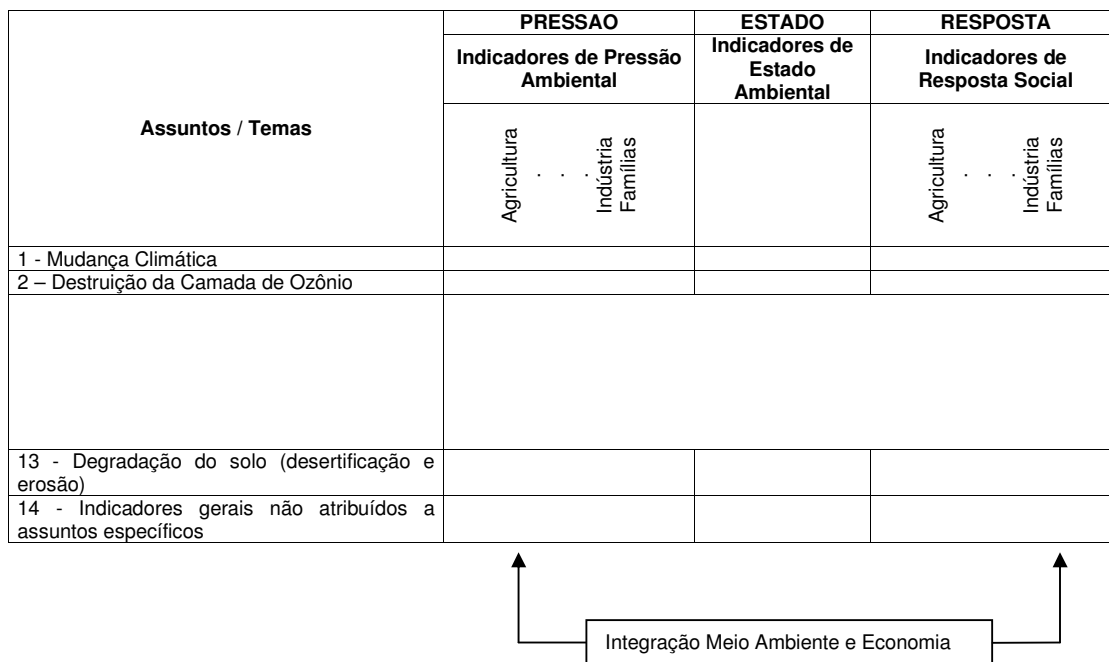 PRESSAO
ESTADO
RESPOSTA
Assuntos / Temas
Indicadores de Pressão
Ambiental
Indicadores de
Estado
Ambiental
Indicadores de
Resposta Social
Agricultura
. . .
Indústria
Famílias
Agricultura
. . .
Indústria
Famílias
1 - Mudança Climática
2 – Destruição da Camada de Ozônio
13 - Degradação do solo (desertificação e
erosão)
14 - Indicadores gerais não atribuídos a
assuntos específicos
Integração Meio Ambiente e Economia